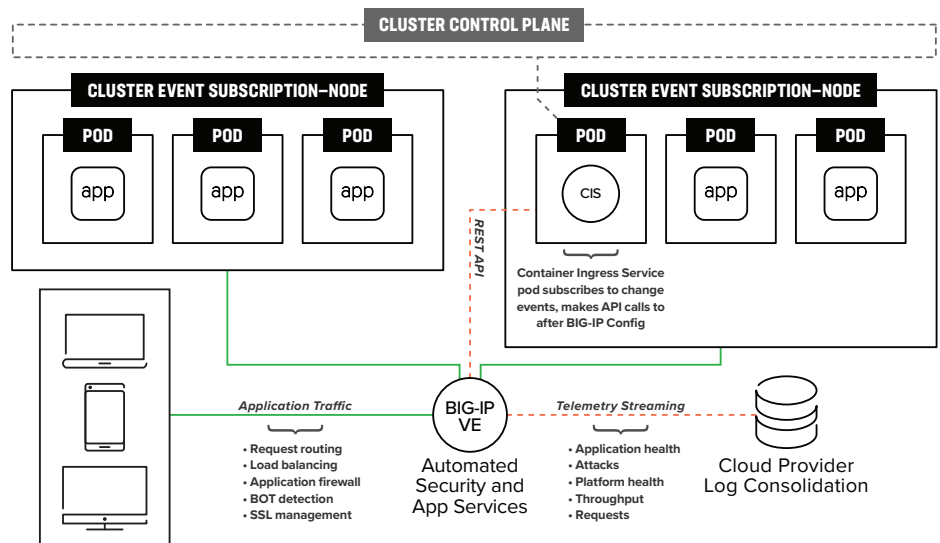 CLUSTER CONTROL PLANE
CLUSTER EVENT SUBSCRIPTION–NODE
POD
POD
POD
app
app
app
CLUSTER EVENT SUBSCRIPTION–NODE
POD
POD
POD
CIS
app
app
REST API
Container Ingress Service
pod subscribes to change
events, makes API calls to
after BIG-IP Config
Application Traffic
• Request routing
• Load balancing
• Application firewall
• BOT detection
• SSL management
BIG-IP
VE
Automated
Security and
App Services
Telemetry Streaming
• Application health
• Attacks
• Platform health
• Throughput
• Requests
Cloud Provider
Log Consolidation